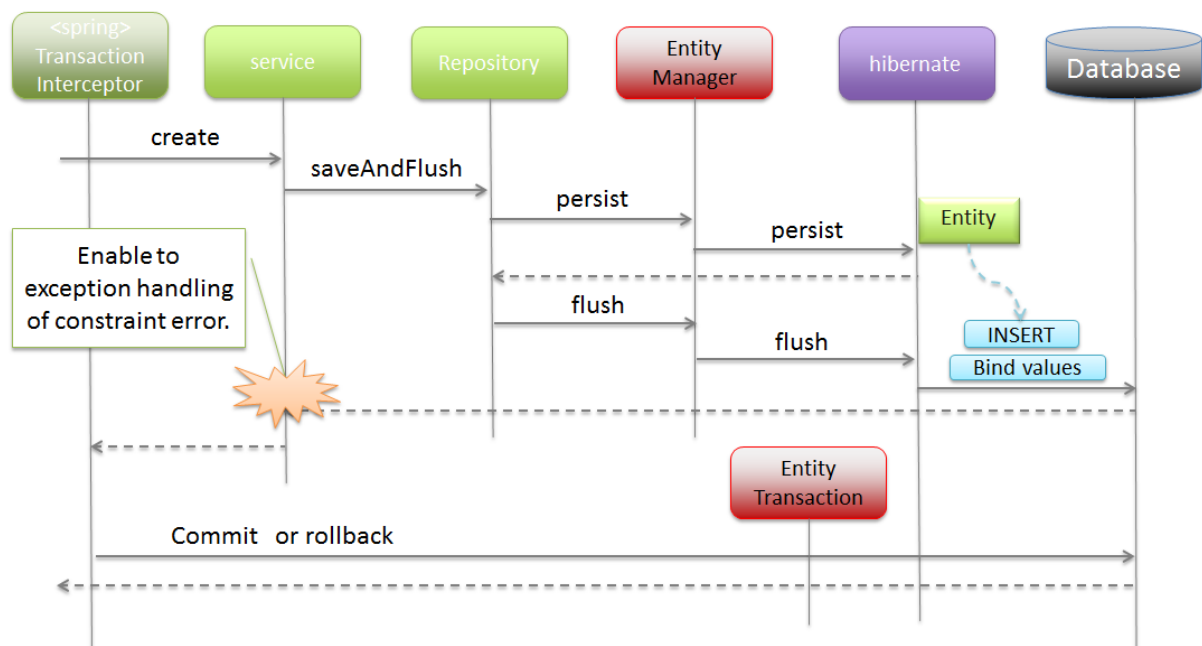 <spring>
Transaction
Interceptor
service
Repository
Entity
Manager
hibernate
Database
create
saveAndFlush
persist
persist
Entity
Enable to
exception handling
of constraint error.
flush
flush
INSERT
Bind values
Entity
Transaction
Commit or rollback